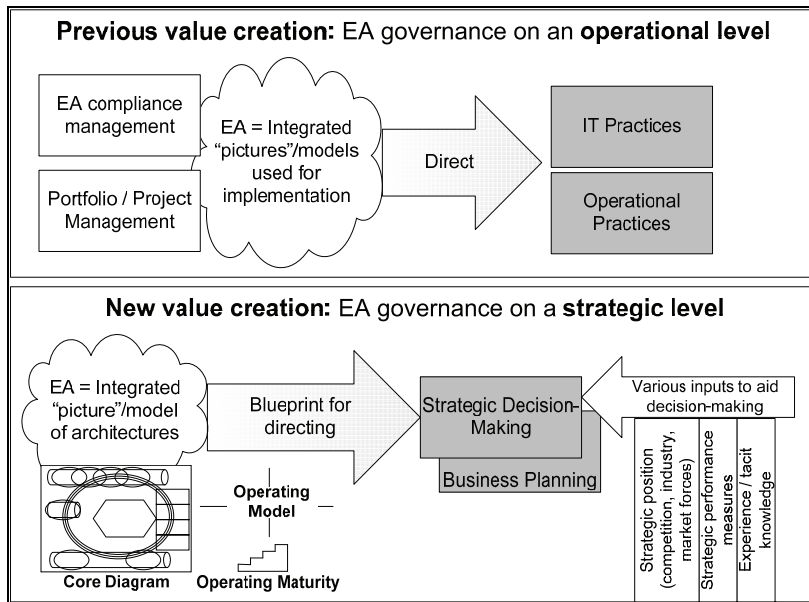 Previous value creation: EA governance on an operational level
EA compliance
management
Portfolio / Project
Management
EA = Integrated
“pictures”/models
used for
implementation
Direct
IT Practices
Operational
Practices
New value creation: EA governance on a strategic level
EA = Integrated
“picture”/model
of architectures
Blueprint for
directing
Strategic Decision-
Making
Business Planning
Various inputs to aid
decision-making
Strategic position
(competition, industry,
market forces)
Strategic performance
measures
Experience / tacit
knowledge
Core Diagram
Operating
Model
Operating Maturity